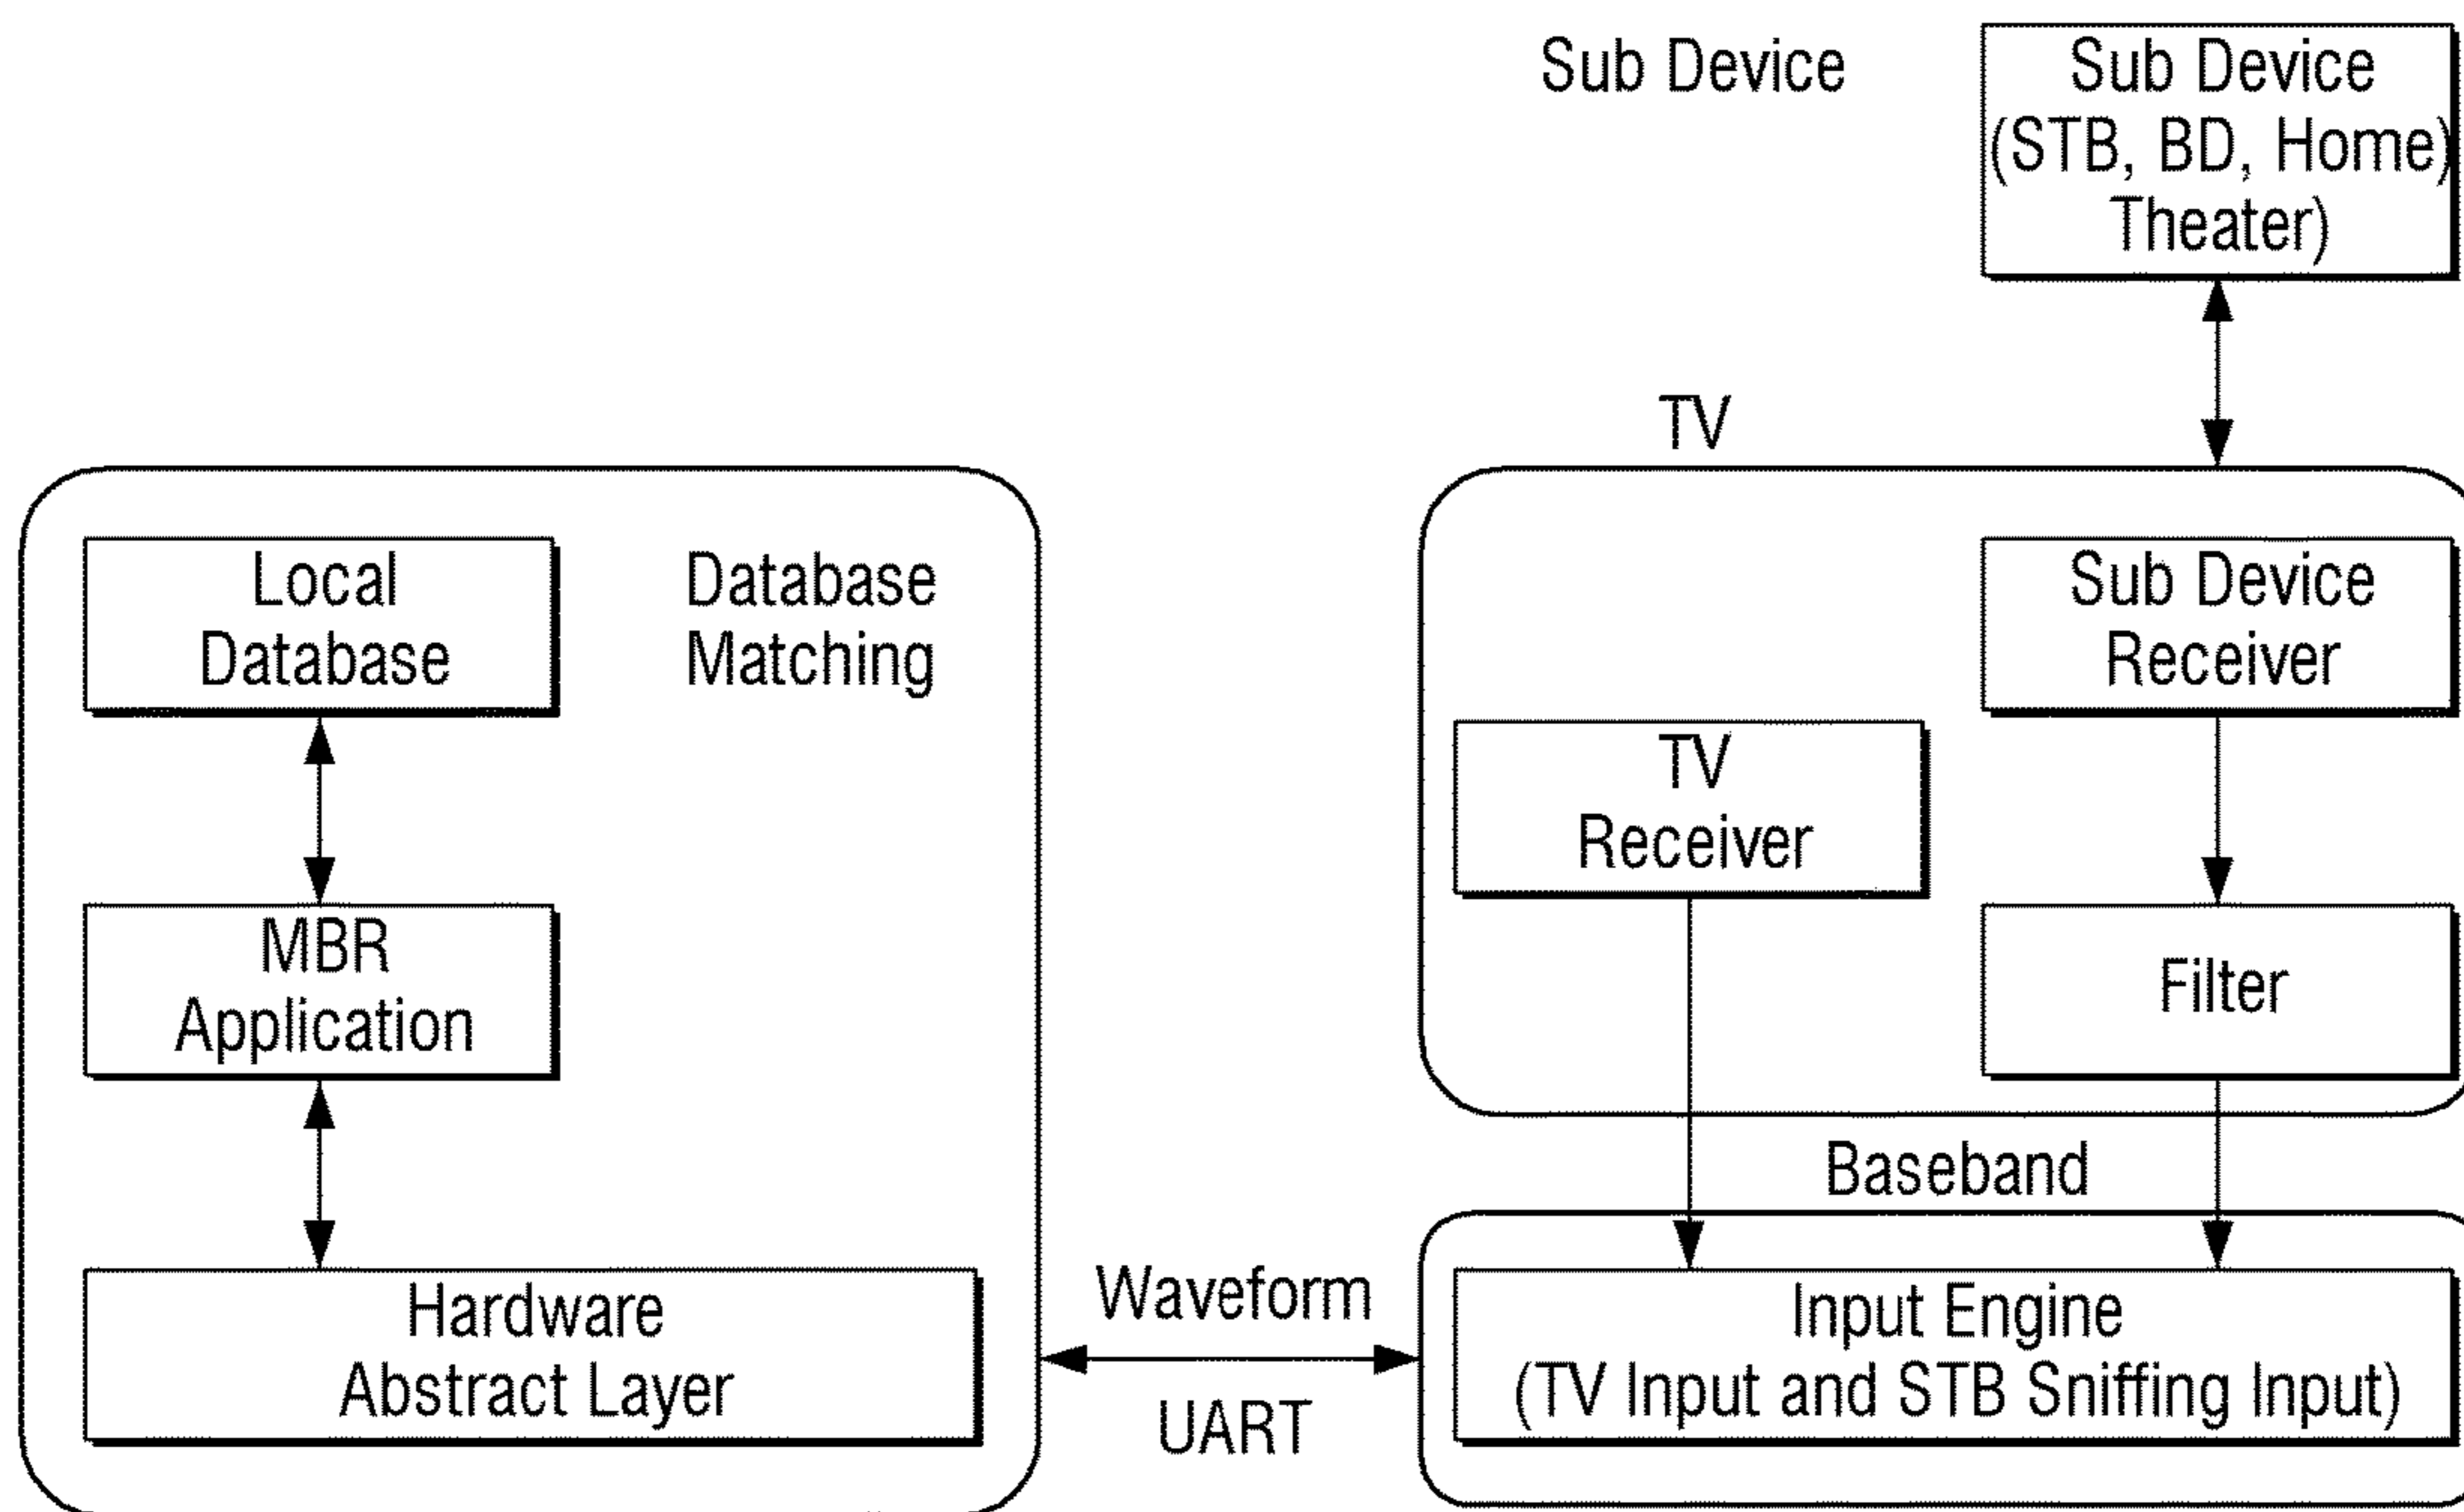 Sub Device
Sub Device
(STB, BD, Home)
Theater)
TV
Local
Database
Database
Matching
Sub Device
Receiver
TV
Receiver
MBR
Application
Filter
Baseband
Hardware
Abstract Layer
Waveform
UART
Input Engine
(TV Input and STB Sniffing Input)